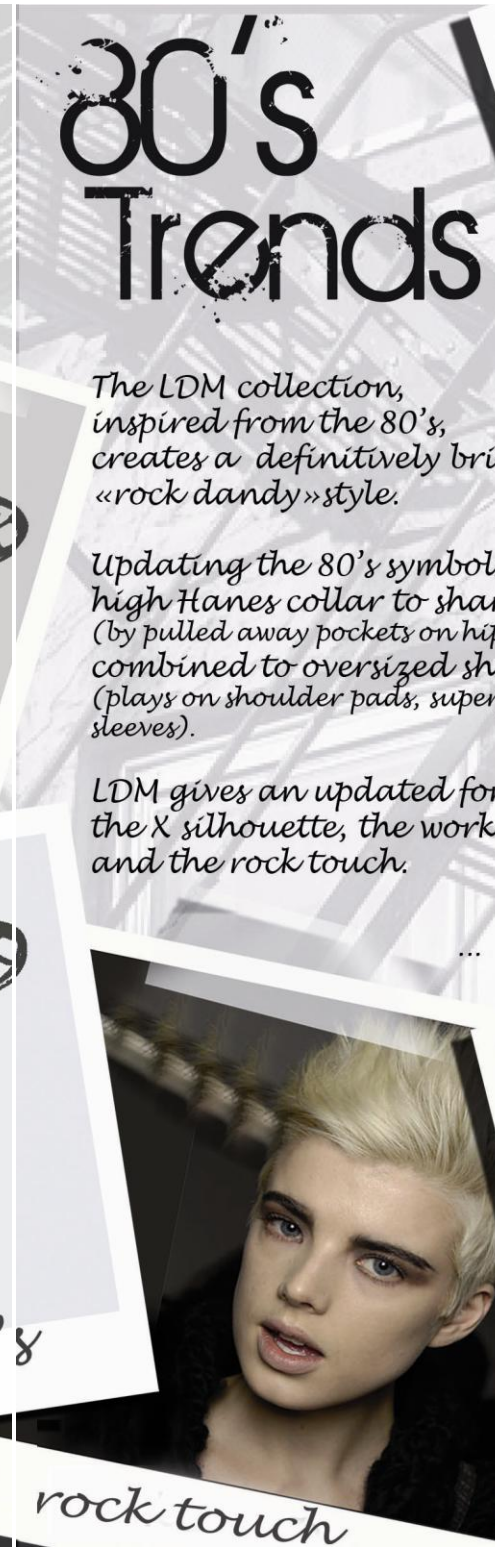 80's
Trends
The LDM collection,
inspired from the 80's,
creates a definitively
«rock dandy»style.
Updating the 80's
high Hanes collar to
(by pulled away pockets on
combined to oversized
(plays on shoulder pads, super
sleeves).
LDM gives an updated
the X silhouette, the work
and the rock touch.
...
rock touch